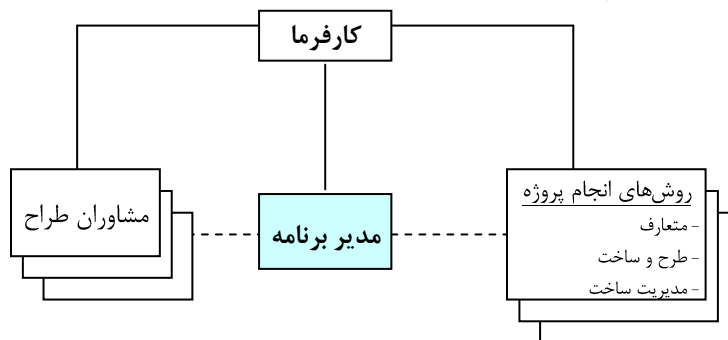 کارفرما
روش‌های انجام پروژه
- متعارف
- طرح و ساخت
- مدیریت ساخت
مدیر برنامه
مشاوران طراح